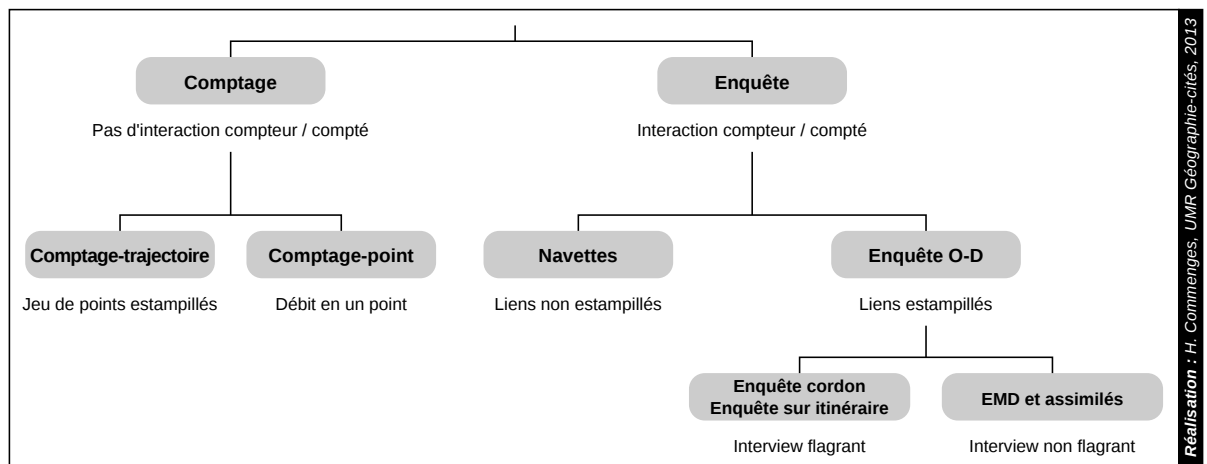 Comptage
Enquête
Pas d'interaction compteur / compté
Interaction compteur / compté
Comptage-trajectoire
Comptage-point
Navettes
Enquête O-D
Jeu de points estampillés
Débit en un point
Liens non estampillés
Liens estampillés
Enquête cordon
Enquête sur itinéraire
EMD et assimilés
Interview flagrant
Interview non flagrant
Réalisation : H. Commenges, UMR Géographie-cités, 2013